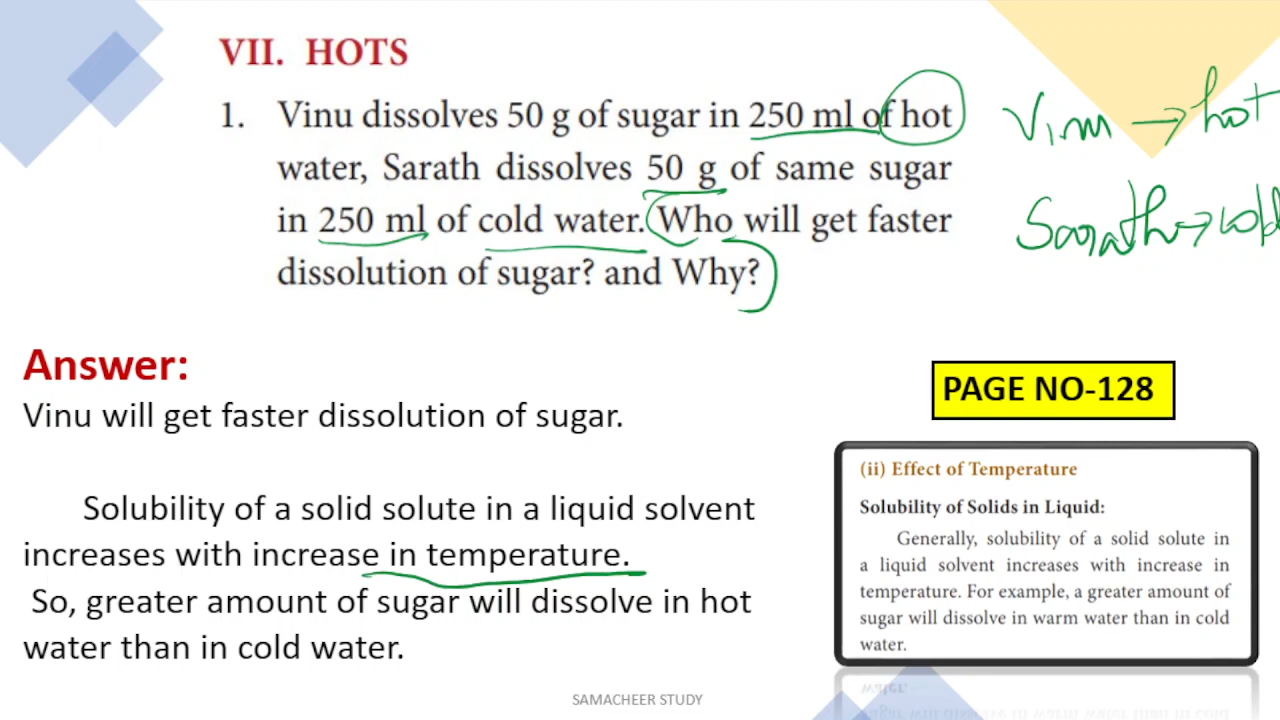 VII. HOTS
1. Vinu dissolves 50 g of sugar in 250 ml of hot
water, Sarath dissolves 50 g of same sugar
in 250 ml of cold water. Who will get faster
dissolution of sugar? and Why?
Vinu → hot
Sarath → cold
Answer:
Vinu will get faster dissolution of sugar.
Solubility of a solid solute in a liquid solvent
increases with increase in temperature.
So, greater amount of sugar will dissolve in hot
water than in cold water.
PAGE NO-128
(ii) Effect of Temperature
Solubility of Solids in Liquid:
Generally, solubility of a solid solute in
a liquid solvent increases with increase in
temperature. For example, a greater amount of
sugar will dissolve in warm water than in cold
water.
SAMACHEER STUDY